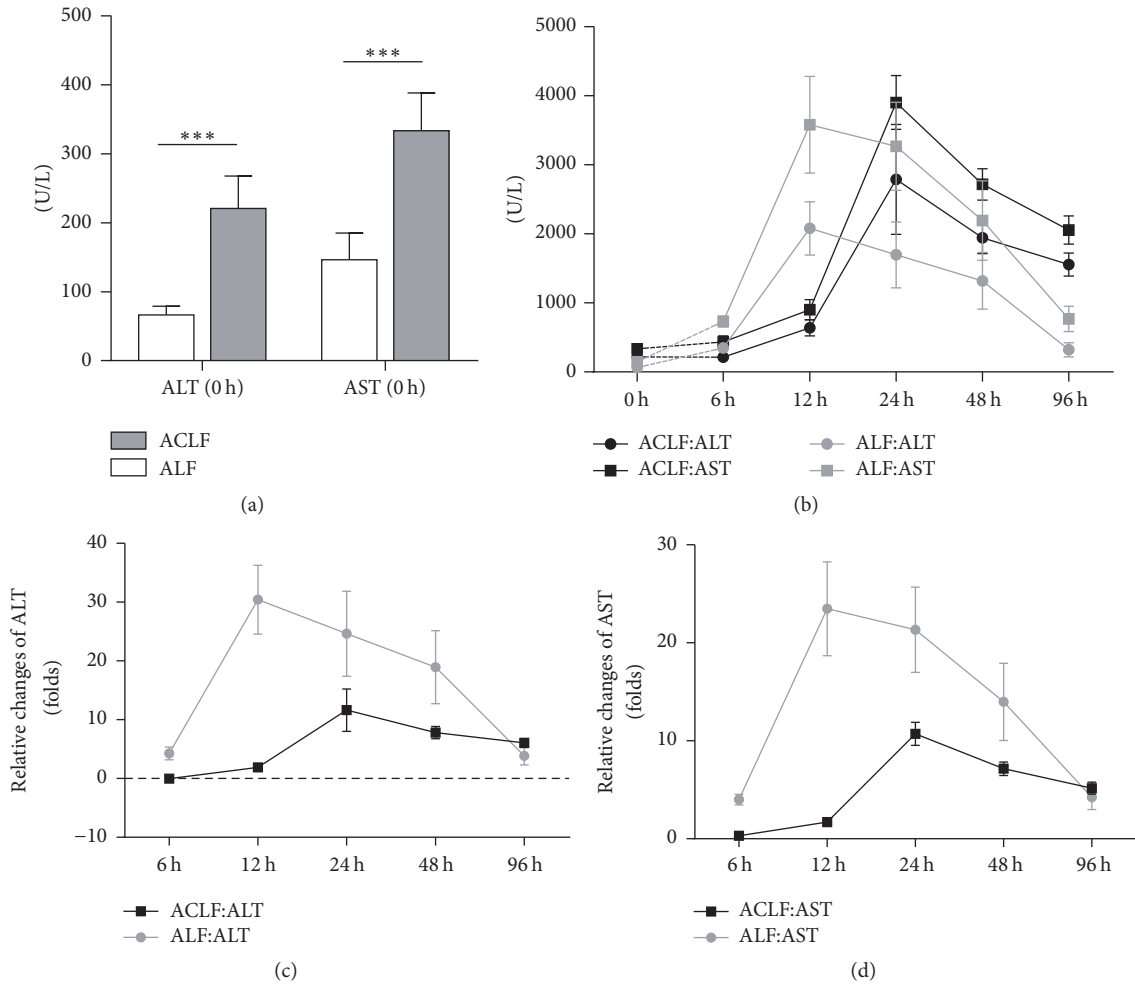 500
400
300
200
100
0
(U/L)
***
***
ALT (0 h)
AST (0 h)
ACLF
ALF
(a)
5000
4000
3000
2000
1000
0
(U/L)
0 h
6 h
12 h
24 h
48 h
96 h
ACLF:ALT
ACLF:AST
ALF:ALT
ALF:AST
(b)
40
30
20
10
0
−10
Relative changes of ALT
(folds)
6 h
12 h
24 h
48 h
96 h
ACLF:ALT
ALF:ALT
(c)
30
20
10
0
Relative changes of AST
(folds)
6 h
12 h
24 h
48 h
96 h
ACLF:AST
ALF:AST
(d)